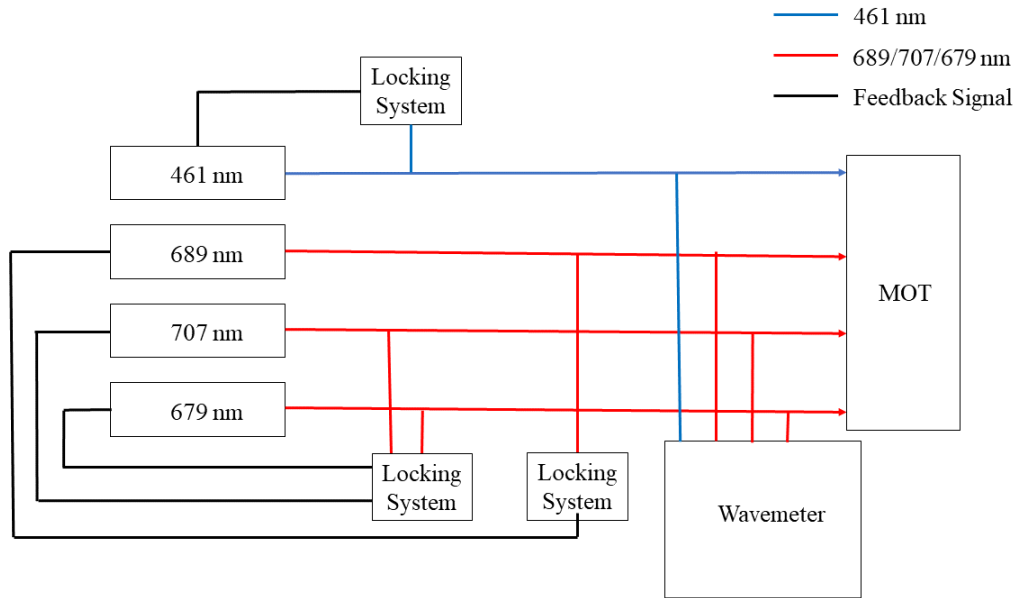 461 nm
689/707/679 nm
Feedback Signal
Locking
System
461 nm
689 nm
MOT
707 nm
679 nm
Locking
System
Locking
System
Wavemeter